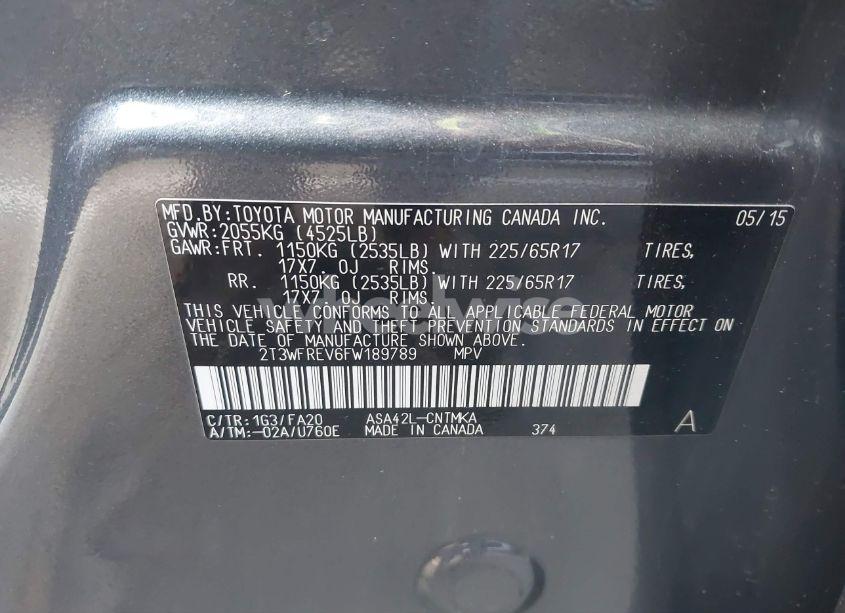 MFD.BY:TOYOTA MOTOR MANUFACTURING CANADA INC. 05/15
GVWR:2055KG (4525LB)
GAWR:FRT. 1150KG (2535LB) WITH 225/65R17 TIRES,
17X7.0J RIMS.
RR. 1150KG (2535LB) WITH 225/65R17 TIRES,
17X7.0J RIMS.
THIS VEHICLE CONFORMS TO ALL APPLICABLE FEDERAL MOTOR
VEHICLE SAFETY AND THEFT PREVENTION STANDARDS IN EFFECT ON
THE DATE OF MANUFACTURE SHOWN ABOVE.
2T3WFREV6FW189789 MPV
C/TR:1G3/FA20 ASA42L-CNTMKA
A/TM:-02A/U760E MADE IN CANADA 374 A